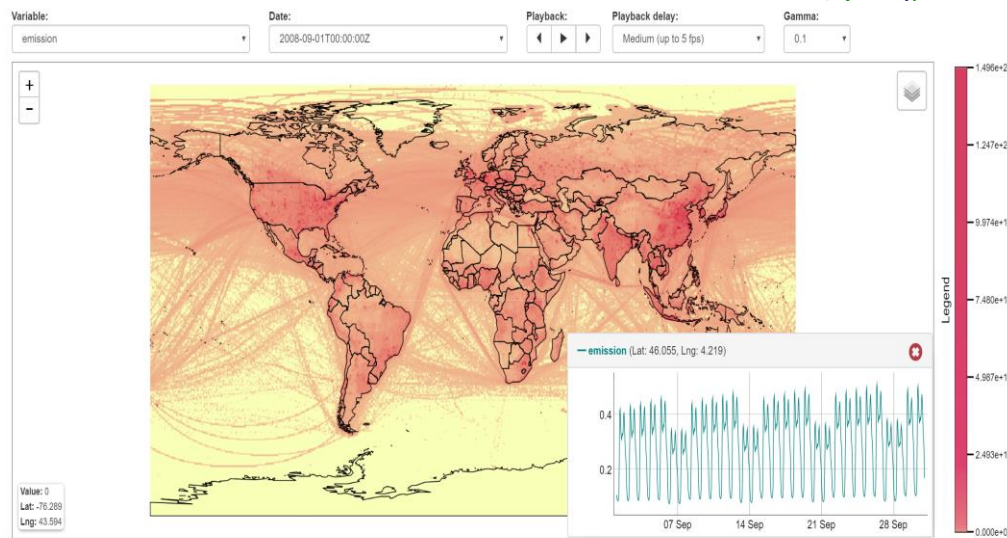 Variable:
Date:
Playback:
Playback delay:
Gamma:
emission
2008-09-01T00:00:00Z
Medium (up to 5 fps)
0.1
+
−
1.496e+2
1.247e+2
9.974e+1
7.480e+1
4.987e+1
2.493e+1
0.000e+0
Legend
emission (Lat: 46.055, Lng: 4.219)
0.4
0.2
07 Sep
14 Sep
21 Sep
28 Sep
Value: 0
Lat: -76.289
Lng: 43.594